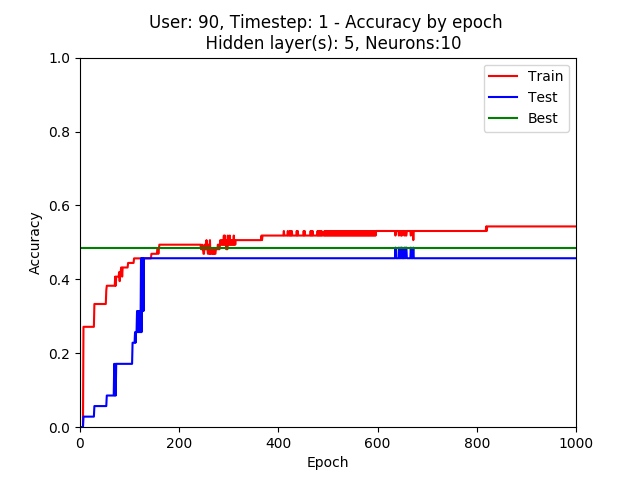 User: 90, Timestep: 1 - Accuracy by epoch
Hidden layer(s): 5, Neurons:10
1.0
Train
Test
Best
0.8
0.6
Accuracy
0.4
0.2
0.0
0 200 400 600 800 1000
Epoch